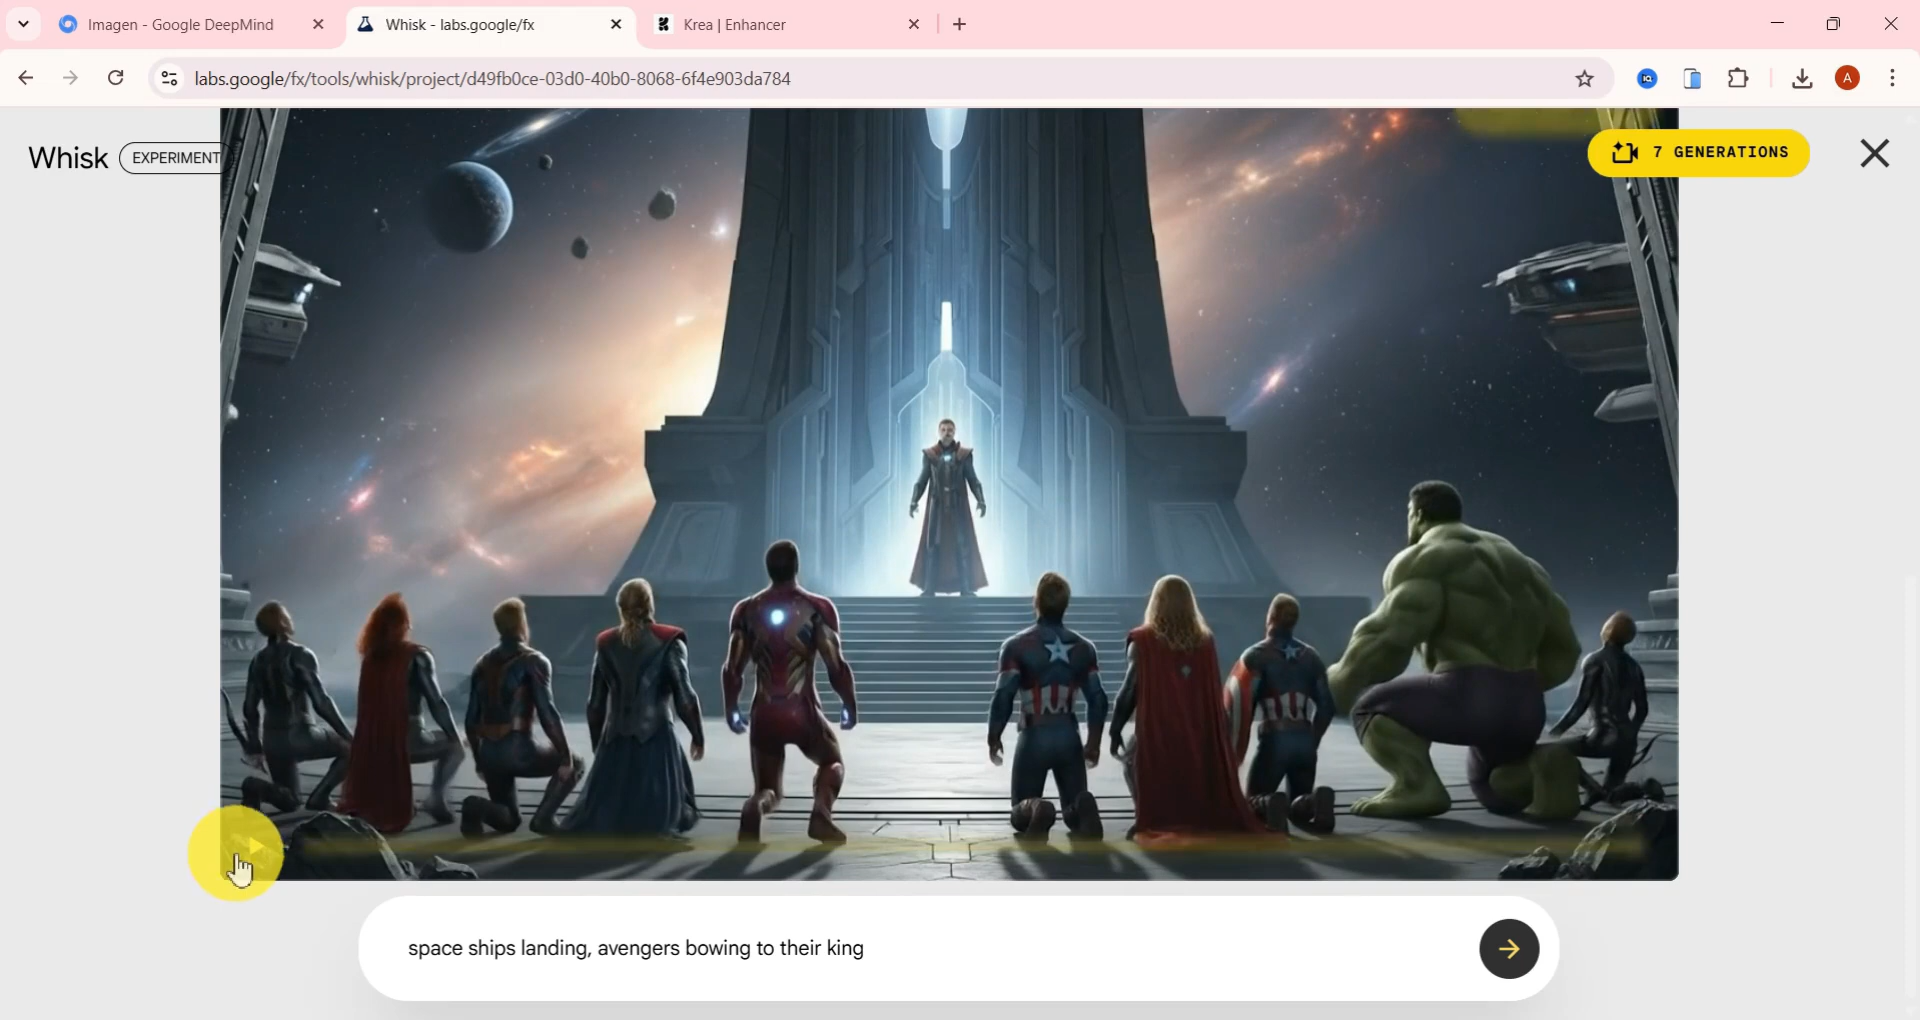 Imagen - Google DeepMind
Whisk - labs.google/fx
Krea | Enhancer
labs.google/fx/tools/whisk/project/d49fb0ce-03d0-40b0-8068-6f4e903da784
A
Whisk EXPERIMENT
7 GENERATIONS
space ships landing, avengers bowing to their king